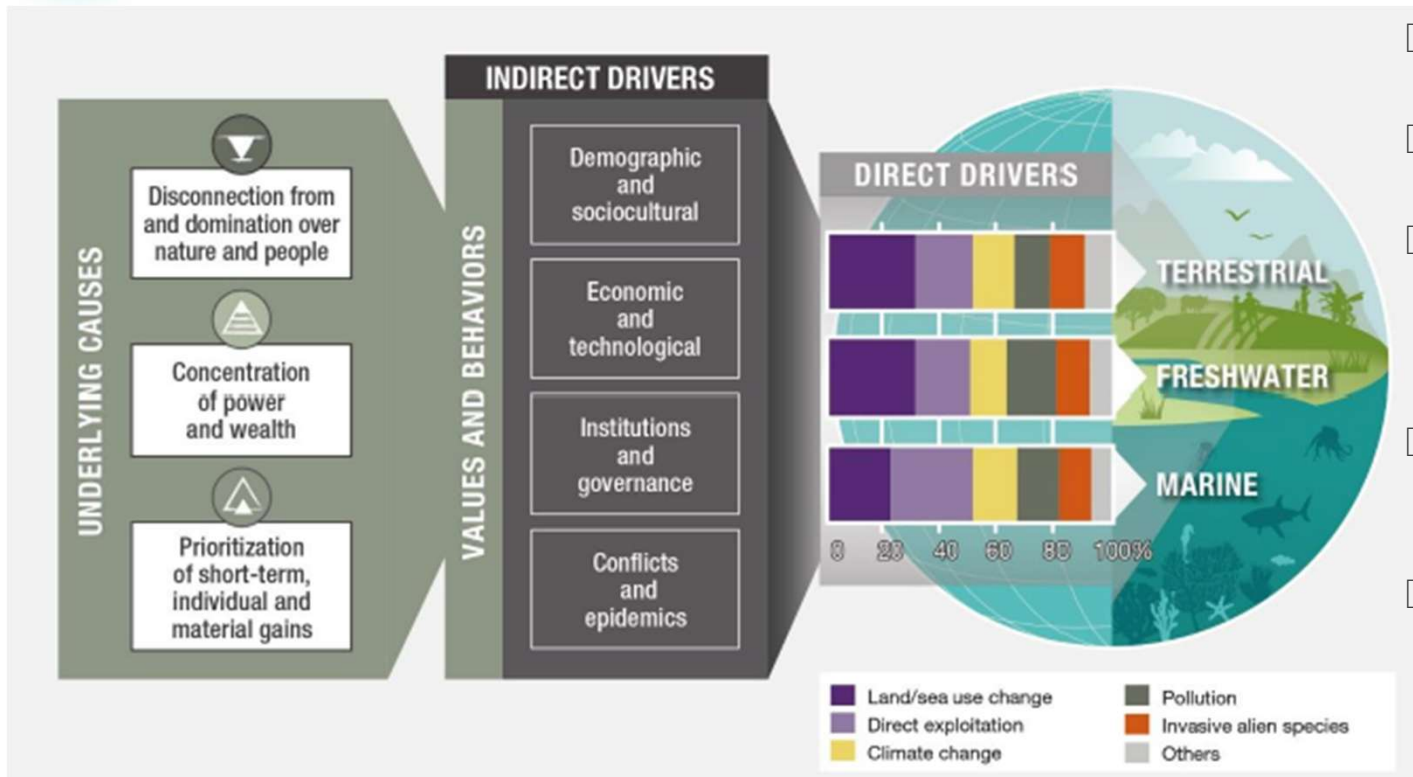 UNDERLYING CAUSES
Disconnection from
and domination over
nature and people
Concentration
of power
and wealth
Prioritization
of short-term,
individual and
material gains
VALUES AND BEHAVIORS
INDIRECT DRIVERS
Demographic
and
sociocultural
Economic
and
technological
Institutions
and
governance
Conflicts
and
epidemics
DIRECT DRIVERS
TERRESTRIAL
FRESHWATER
MARINE
0 20 40 60 80 100%
Land/sea use change
Direct exploitation
Climate change
Pollution
Invasive alien species
Others